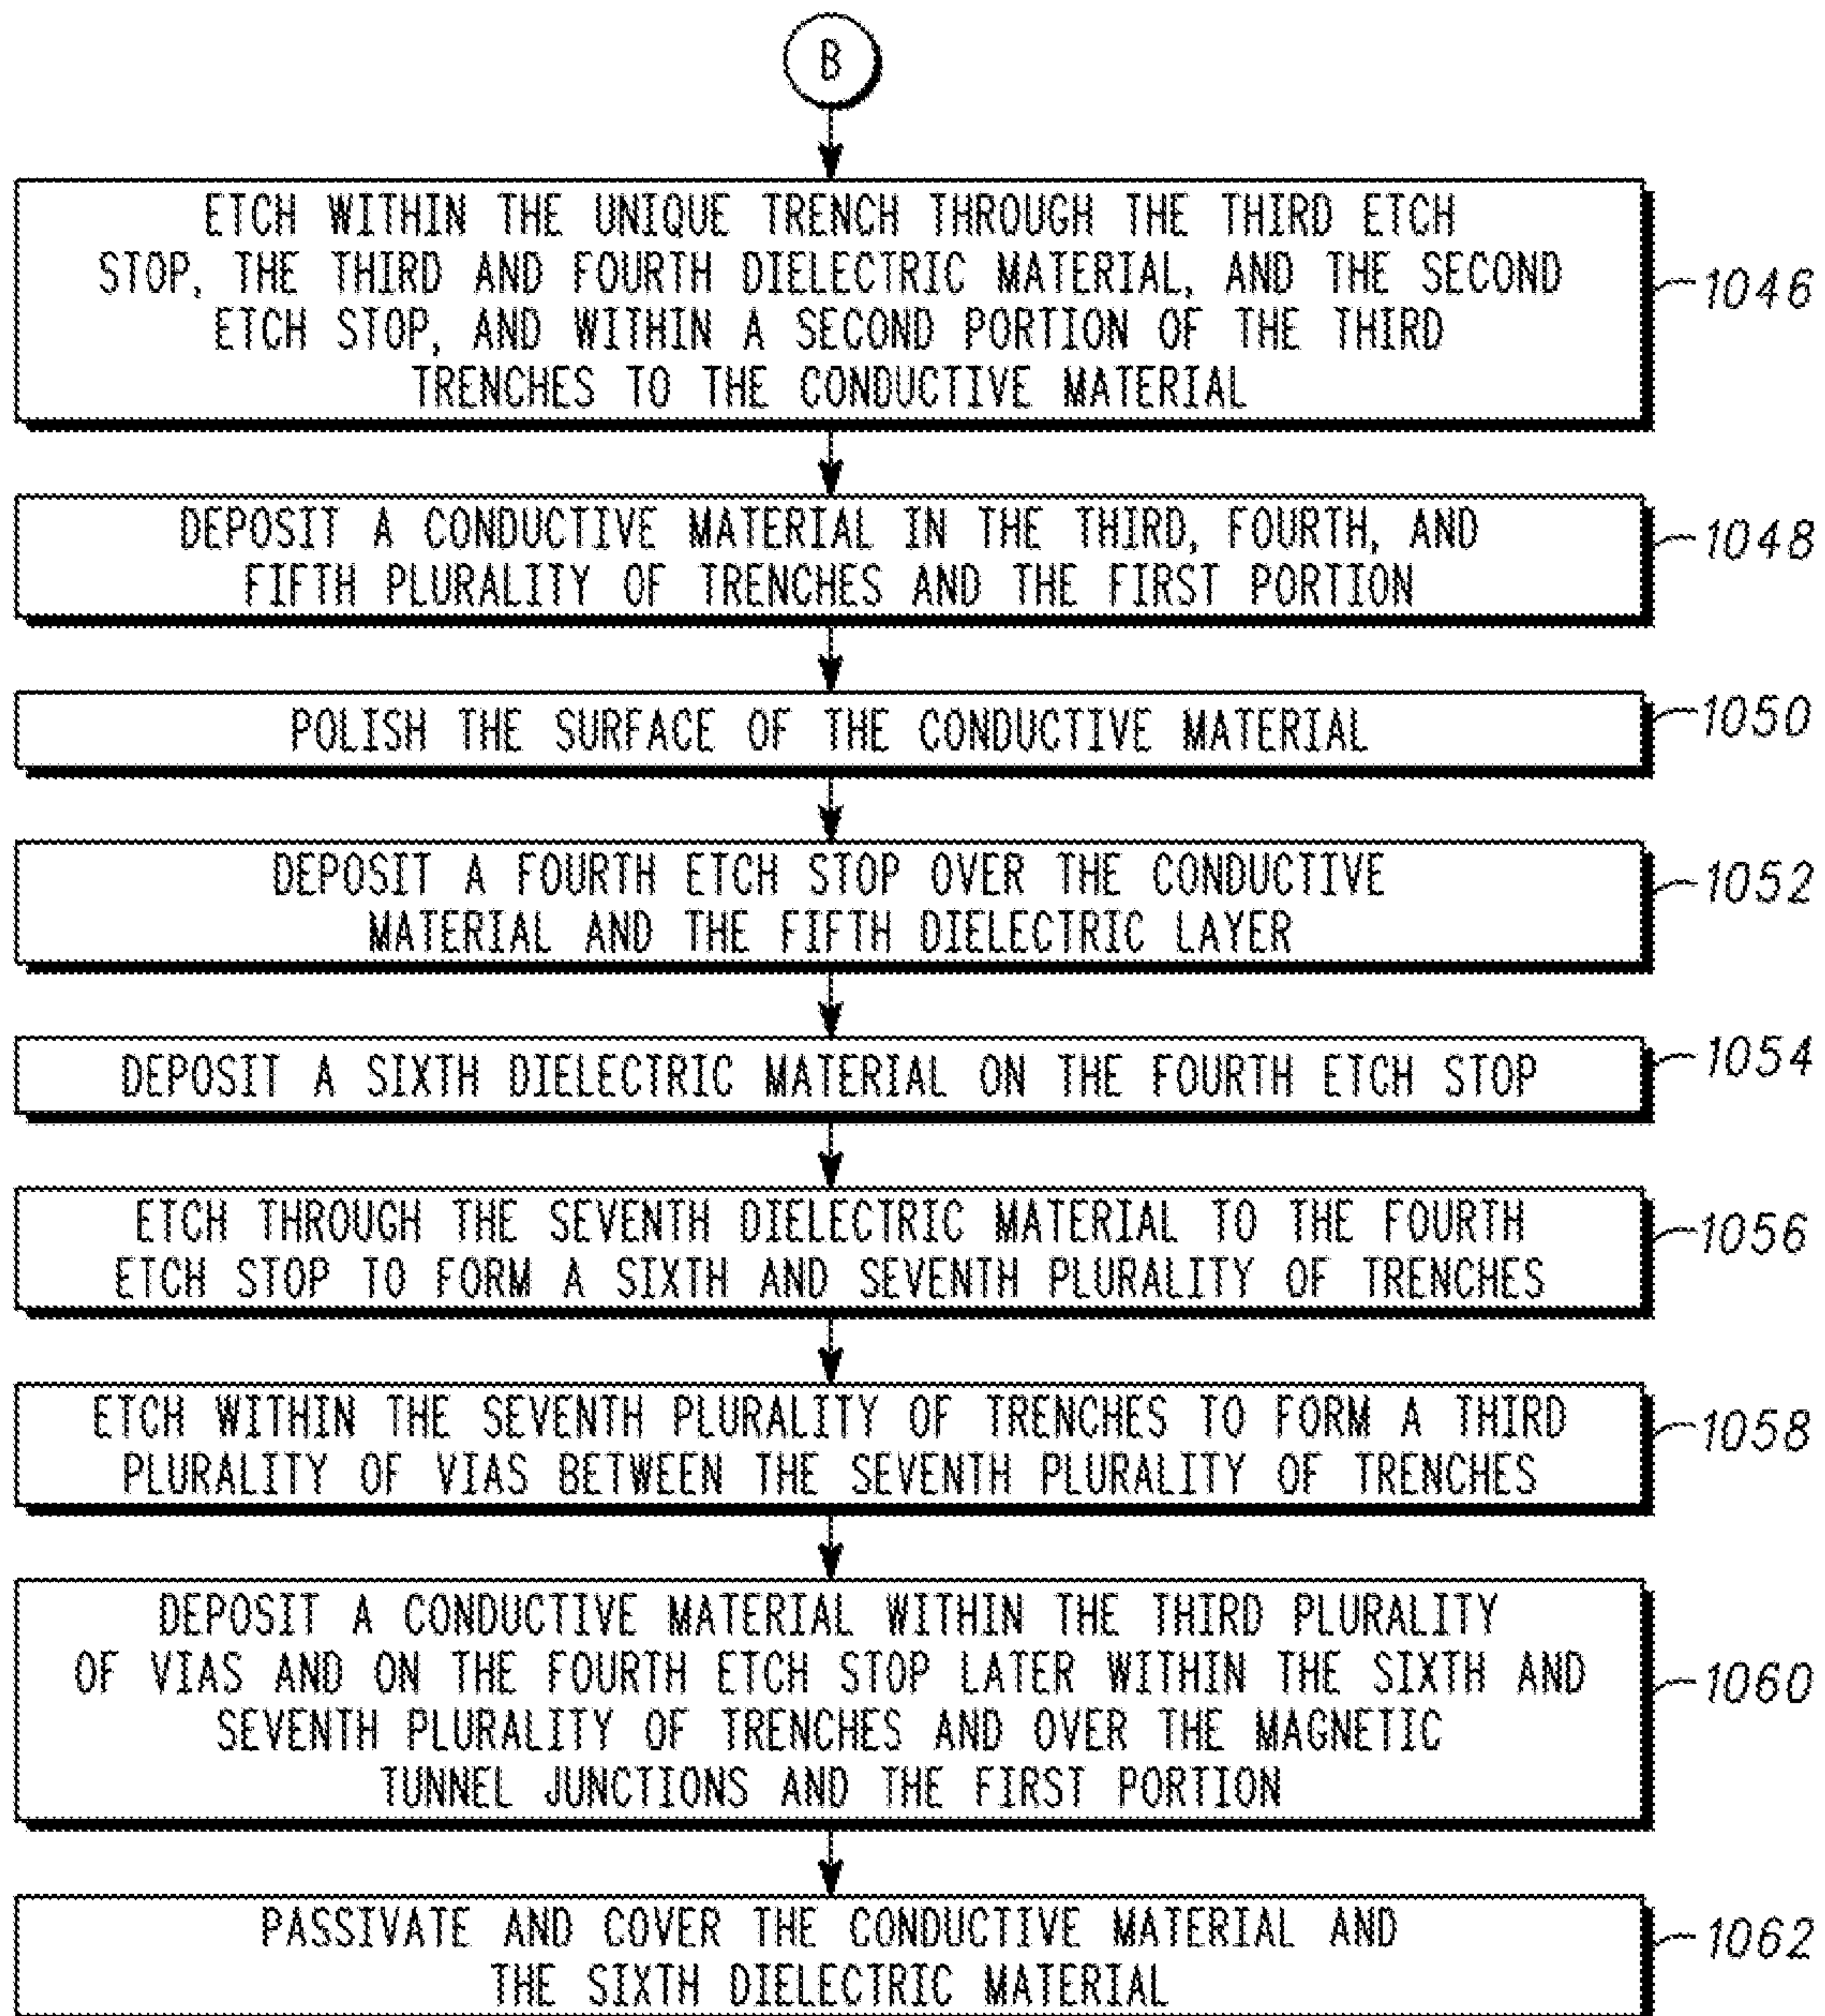 B
ETCH WITHIN THE UNIQUE TRENCH THROUGH THE THIRD ETCH
STOP, THE THIRD AND FOURTH DIELECTRIC MATERIAL, AND THE SECOND
ETCH STOP, AND WITHIN A SECOND PORTION OF THE THIRD
TRENCHES TO THE CONDUCTIVE MATERIAL
1046
DEPOSIT A CONDUCTIVE MATERIAL IN THE THIRD, FOURTH, AND
FIFTH PLURALITY OF TRENCHES AND THE FIRST PORTION
1048
POLISH THE SURFACE OF THE CONDUCTIVE MATERIAL
1050
DEPOSIT A FOURTH ETCH STOP OVER THE CONDUCTIVE
MATERIAL AND THE FIFTH DIELECTRIC LAYER
1052
DEPOSIT A SIXTH DIELECTRIC MATERIAL ON THE FOURTH ETCH STOP
1054
ETCH THROUGH THE SEVENTH DIELECTRIC MATERIAL TO THE FOURTH
ETCH STOP TO FORM A SIXTH AND SEVENTH PLURALITY OF TRENCHES
1056
ETCH WITHIN THE SEVENTH PLURALITY OF TRENCHES TO FORM A THIRD
PLURALITY OF VIAS BETWEEN THE SEVENTH PLURALITY OF TRENCHES
1058
DEPOSIT A CONDUCTIVE MATERIAL WITHIN THE THIRD PLURALITY
OF VIAS AND ON THE FOURTH ETCH STOP LATER WITHIN THE SIXTH AND
SEVENTH PLURALITY OF TRENCHES AND OVER THE MAGNETIC
TUNNEL JUNCTIONS AND THE FIRST PORTION
1060
PASSIVATE AND COVER THE CONDUCTIVE MATERIAL AND
THE SIXTH DIELECTRIC MATERIAL
1062